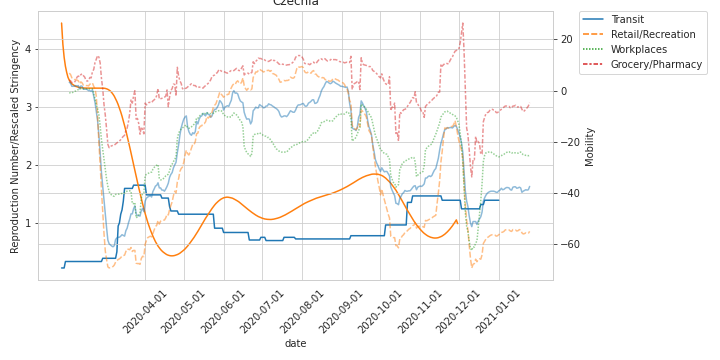 Czechia
Transit
Retail/Recreation
Workplaces
Grocery/Pharmacy
Reproduction Number/Rescaled Stringency
4
3
2
1
20
0
−20
−40
−60
Mobility
2020-04-01
2020-05-01
2020-06-01
2020-07-01
2020-08-01
2020-09-01
2020-10-01
2020-11-01
2020-12-01
2021-01-01
date